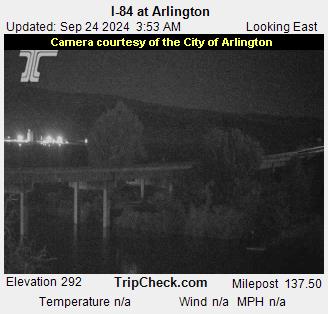 I-84 at Arlington
Updated: Sep 24 2024 3:53 AM Looking East
Camera courtesy of the City of Arlington
Elevation 292 TripCheck.com Milepost 137.50
Temperature n/a Wind n/a MPH n/a